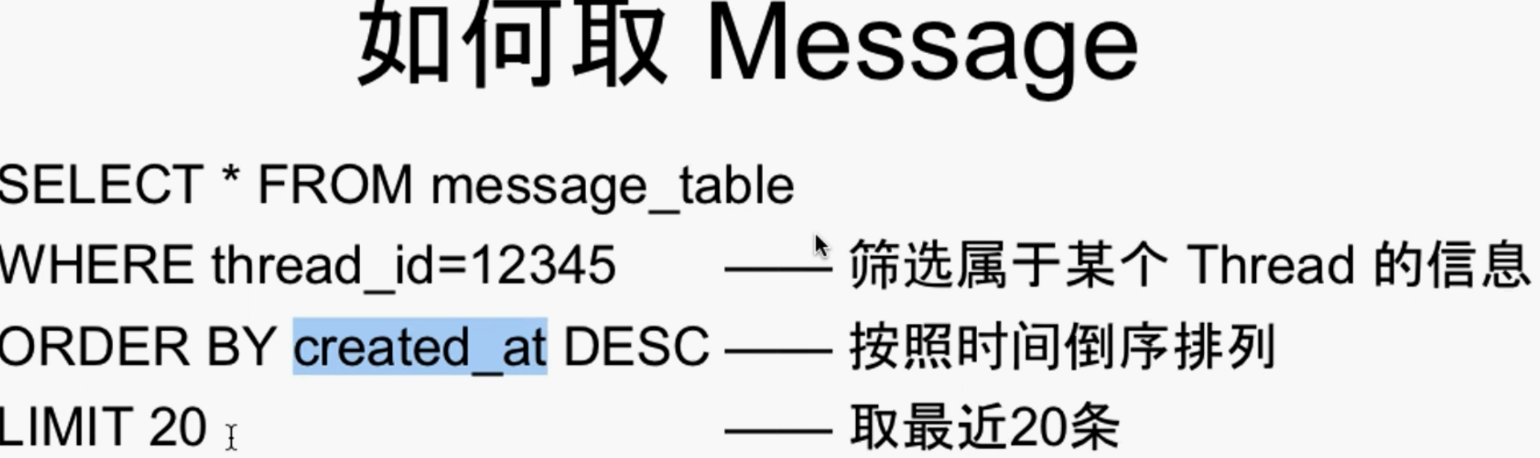 如何取 Message
SELECT * FROM message_table
WHERE thread_id=12345 —— 筛选属于某个 Thread 的信息
ORDER BY created_at DESC —— 按照时间倒序排列
LIMIT 20 —— 取最近20条